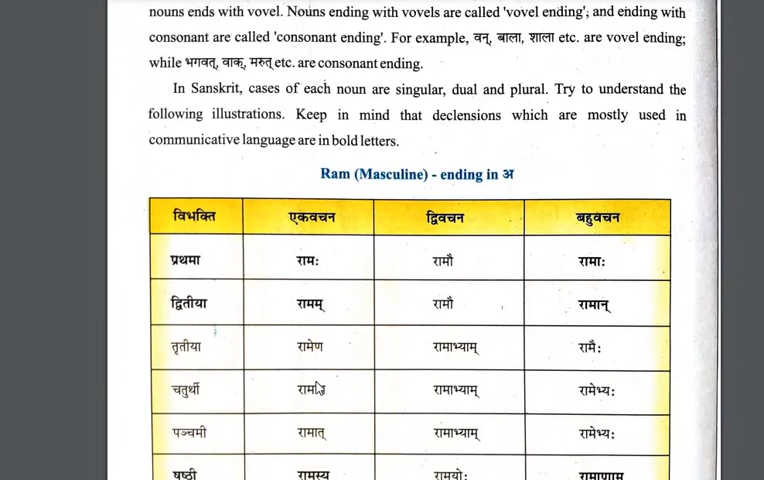 nouns ends with vovel. Nouns ending with vovels are called 'vovel ending'; and ending with
consonant are called 'consonant ending'. For example, वन्, बाला, शाला etc. are vovel ending;
while भगवत्, वाक्, मरुत् etc. are consonant ending.
In Sanskrit, cases of each noun are singular, dual and plural. Try to understand the
following illustrations. Keep in mind that declensions which are mostly used in
communicative language are in bold letters.
Ram (Masculine) - ending in अ
विभक्ति एकवचन द्विवचन बहुवचन
प्रथमा रामः रामौ रामाः
द्वितीया रामम् रामौ रामान्
तृतीया रामेण रामाभ्याम् रामैः
चतुर्थी रामाभ्याम् रामेभ्यः
पञ्चमी रामात् रामाभ्याम् रामेभ्यः
षष्ठी रामस्य रामयोः रामाणाम्